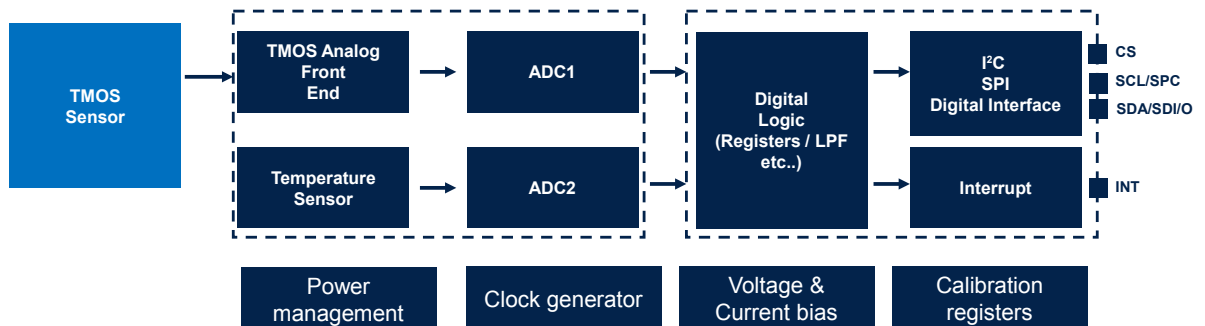 TMOS
Sensor
TMOS Analog
Front
End
ADC1
Temperature
Sensor
ADC2
Digital
Logic
(Registers / LPF
etc..)
I²C
SPI
Digital Interface
Interrupt
CS
SCL/SPC
SDA/SDI/O
INT
Power
management
Clock generator
Voltage &
Current bias
Calibration
registers